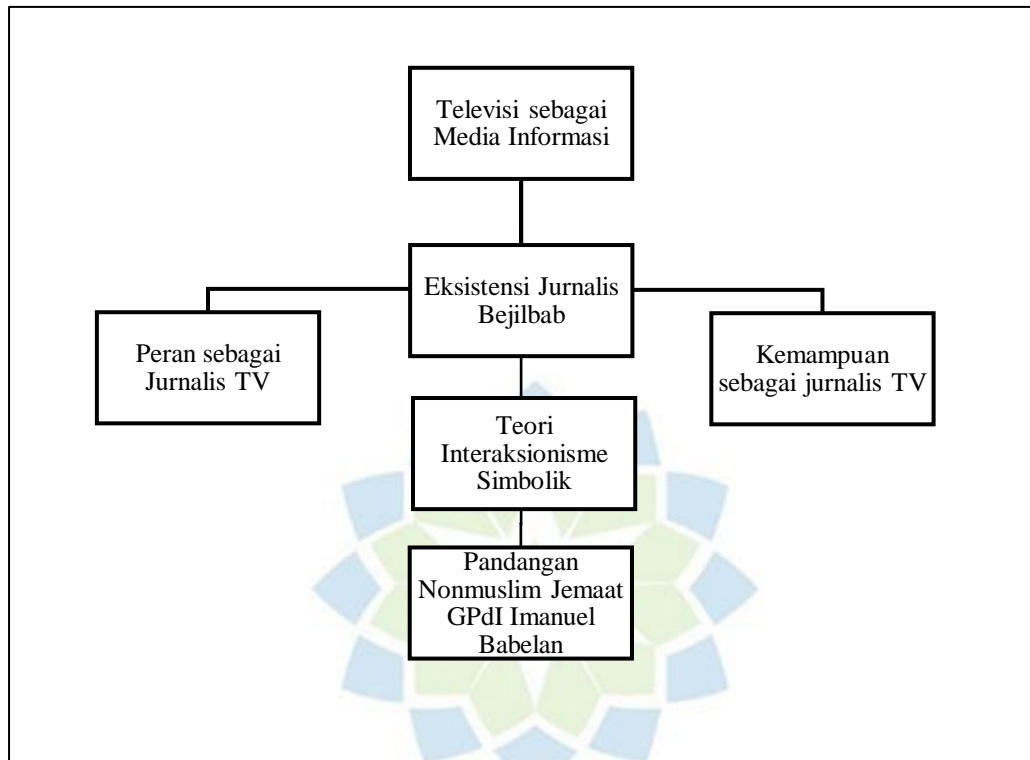 Televisi sebagai
Media Informasi
Eksistensi Jurnalis
Bejilbab
Peran sebagai
Jurnalis TV
Kemampuan
sebagai jurnalis TV
Teori
Interaksionisme
Simbolik
Pandangan
Nonmuslim Jemaat
GPdI Imanuel
Babelan